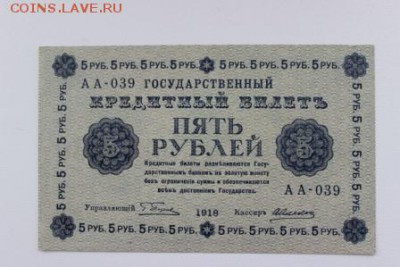 COINS.LAVE.RU
5 РУБ. 5 РУБ. 5 РУБ. 5 РУБ. 5 РУБ. 5 РУБ. 5 РУБ. 5 РУБ.
АА-039 ГОСУДАРСТВЕННЫЙ
КРЕДИТНЫЙ БИЛЕТЪ
ПЯТЬ
РУБЛЕЙ
5 5
Кредитные билеты размѣниваются Госу-
дарственнымъ банкомъ на золотую монету
безъ ограниченія суммы и обезпечиваются
всѣмъ достояніемъ Государства.
АА-039
Управляющій 1918 Кассиръ
5 РУБ. 5 РУБ. 5 РУБ. 5 РУБ. 5 РУБ. 5 РУБ. 5 РУБ. 5 РУБ.